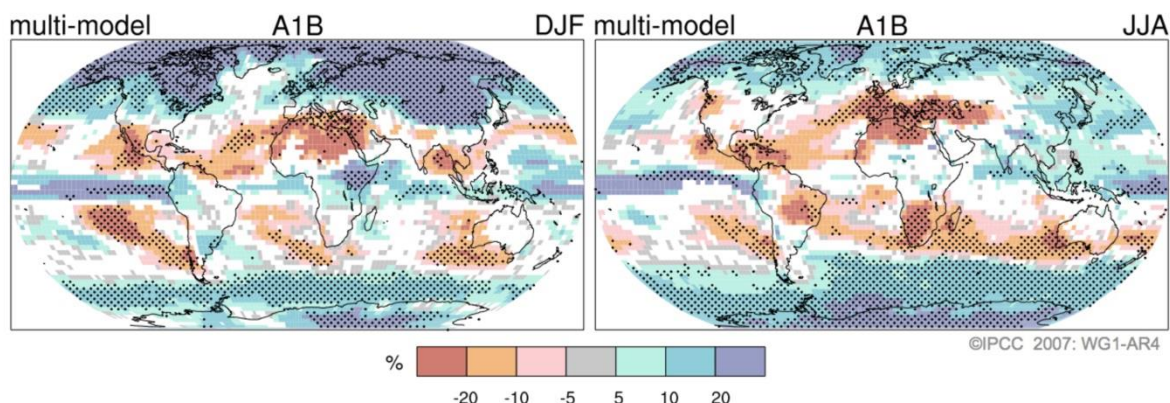 multi-model A1B DJF
multi-model A1B JJA
©IPCC 2007: WG1-AR4
%
-20 -10 -5 5 10 20